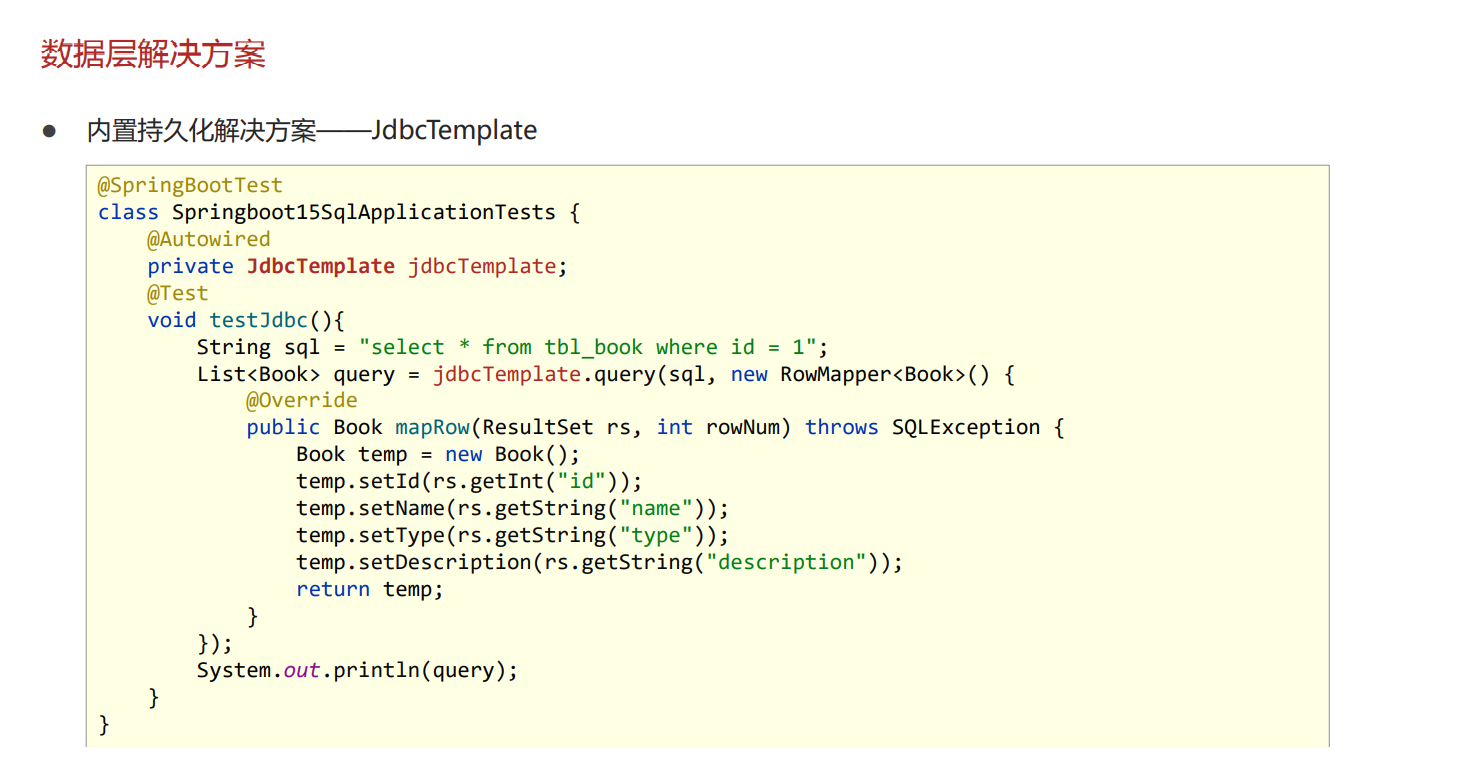 数据层解决方案
● 内置持久化解决方案——JdbcTemplate
@SpringBootTest
class Springboot15SqlApplicationTests {
    @Autowired
    private JdbcTemplate jdbcTemplate;
    @Test
    void testJdbc(){
        String sql = "select * from tbl_book where id = 1";
        List<Book> query = jdbcTemplate.query(sql, new RowMapper<Book>() {
            @Override
            public Book mapRow(ResultSet rs, int rowNum) throws SQLException {
                Book temp = new Book();
                temp.setId(rs.getInt("id"));
                temp.setName(rs.getString("name"));
                temp.setType(rs.getString("type"));
                temp.setDescription(rs.getString("description"));
                return temp;
            }
        });
        System.out.println(query);
    }
}